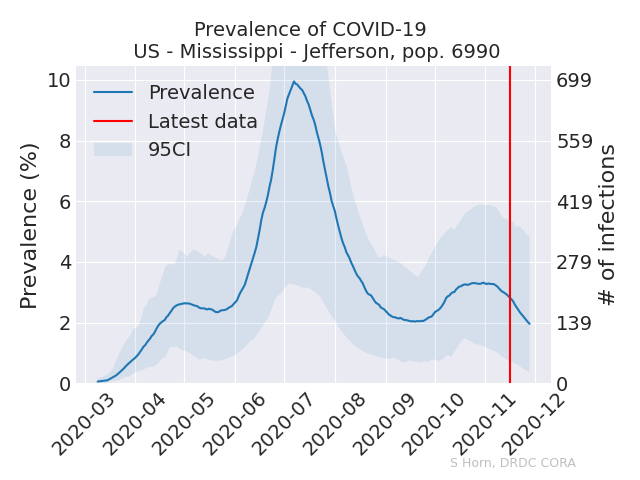 Prevalence of COVID-19
US - Mississippi - Jefferson, pop. 6990
Prevalence (%)
10
8
6
4
2
0
Prevalence
Latest data
95CI
699
559
419
279
139
0
# of infections
2020-03
2020-04
2020-05
2020-06
2020-07
2020-08
2020-09
2020-10
2020-11
2020-12
S Horn, DRDC CORA